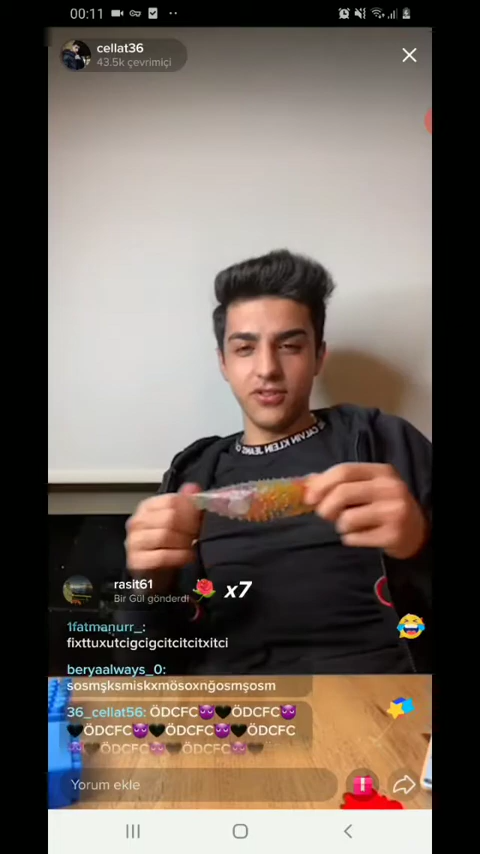 00:11
cellat36
43.5k çevrimiçi
CALVIN KLEIN JEANS
rasit61
Bir Gül gönderdi
x7
1fatmanurr_:
fixttuxutcigcigcitcitcitxitci
beryaalways_0:
sosmşksmiskxmösoxnğosmşosm
36_cellat56: ÖDCFC😈🖤ÖDCFC😈
🖤ÖDCFC😈🖤ÖDCFC😈🖤ÖDCFC
😈🖤ÖDCFC😈🖤ÖDCFC😈🖤
Yorum ekle